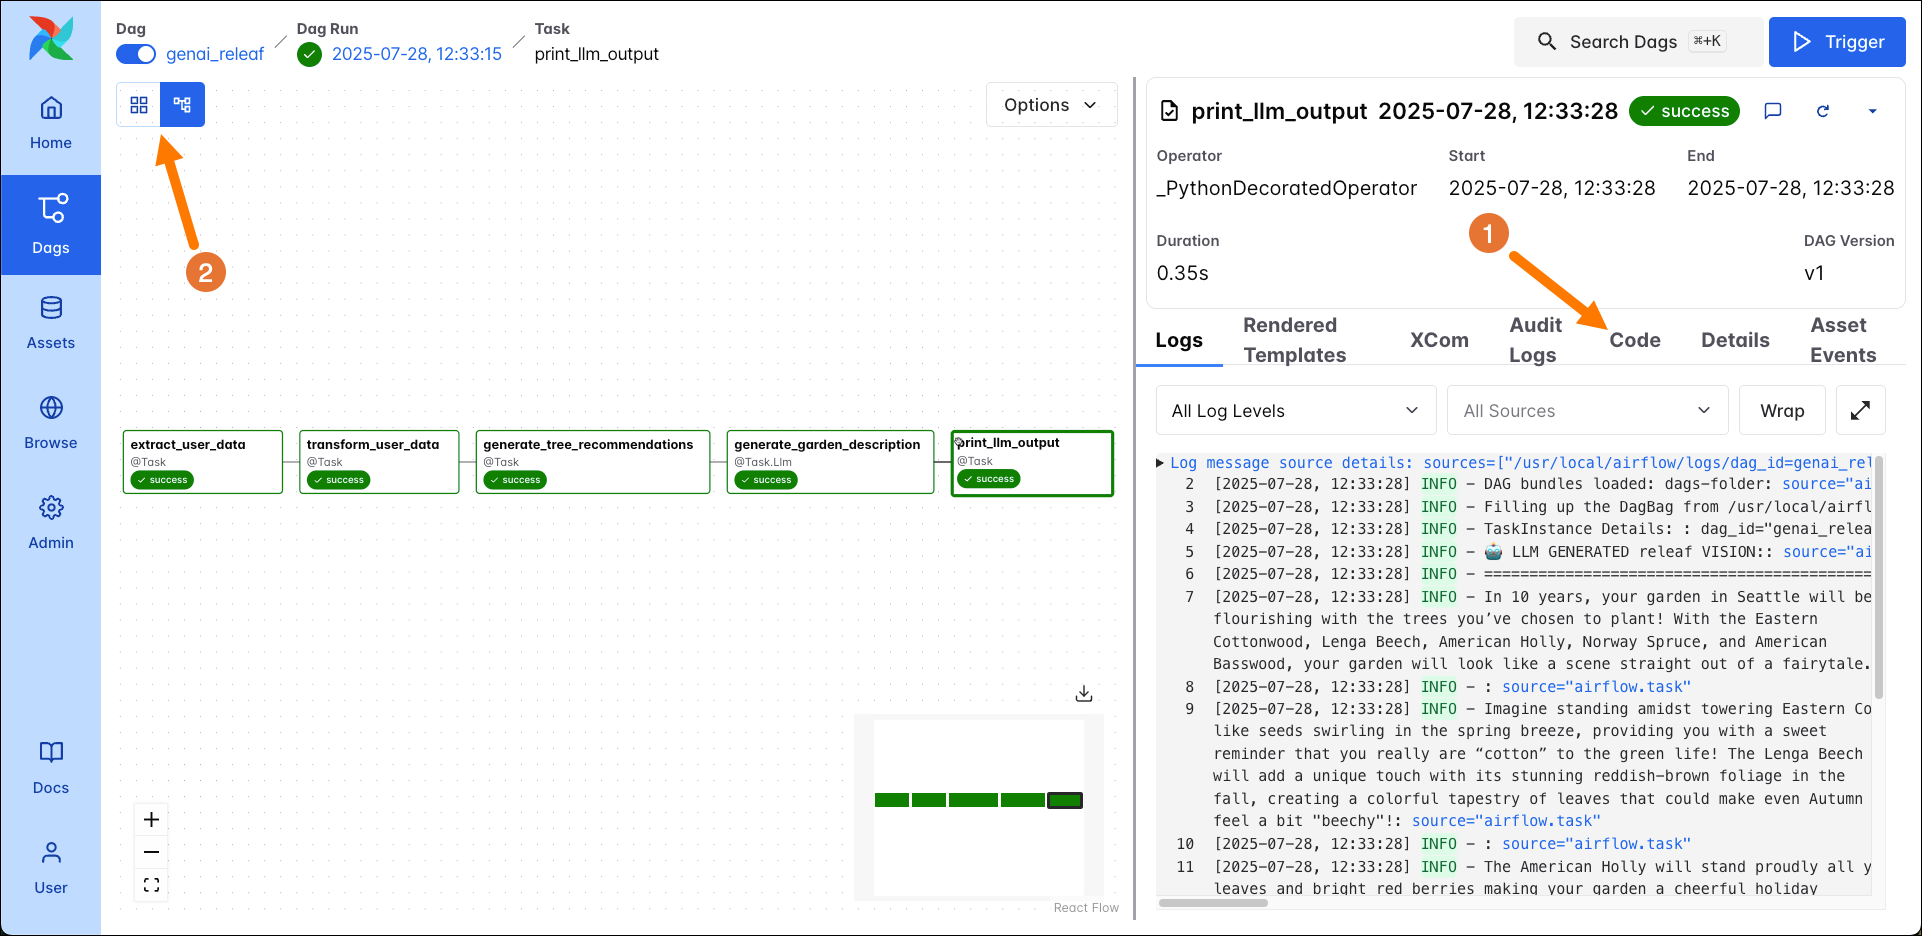 Dag
genai_releaf
Dag Run
2025-07-28, 12:33:15
Task
print_llm_output
Search Dags
⌘+K
Trigger
Home
Dags
Assets
Browse
Admin
Docs
User
Options
2
extract_user_data
@Task
success
transform_user_data
@Task
success
generate_tree_recommendations
@Task
success
generate_garden_description
@Task.Llm
success
print_llm_output
@Task
success
React Flow
print_llm_output 2025-07-28, 12:33:28 success
Operator Start End
_PythonDecoratedOperator 2025-07-28, 12:33:28 2025-07-28, 12:33:28
1
Duration DAG Version
0.35s v1
Logs Rendered Templates XCom Audit Logs Code Details Asset Events
All Log Levels All Sources Wrap
Log message source details: sources=["/usr/local/airflow/logs/dag_id=genai_rel
2 [2025-07-28, 12:33:28] INFO - DAG bundles loaded: dags-folder: source="ai
3 [2025-07-28, 12:33:28] INFO - Filling up the DagBag from /usr/local/airfl
4 [2025-07-28, 12:33:28] INFO - TaskInstance Details: : dag_id="genai_relea
5 [2025-07-28, 12:33:28] INFO - 🤖 LLM GENERATED releaf VISION:: source="ai
6 [2025-07-28, 12:33:28] INFO - ===========================================
7 [2025-07-28, 12:33:28] INFO - In 10 years, your garden in Seattle will be
flourishing with the trees you’ve chosen to plant! With the Eastern
Cottonwood, Lenga Beech, American Holly, Norway Spruce, and American
Basswood, your garden will look like a scene straight out of a fairytale.
8 [2025-07-28, 12:33:28] INFO - : source="airflow.task"
9 [2025-07-28, 12:33:28] INFO - Imagine standing amidst towering Eastern Co
like seeds swirling in the spring breeze, providing you with a sweet
reminder that you really are “cotton” to the green life! The Lenga Beech
will add a unique touch with its stunning reddish-brown foliage in the
fall, creating a colorful tapestry of leaves that could make even Autumn
feel a bit "beechy"!: source="airflow.task"
10 [2025-07-28, 12:33:28] INFO - : source="airflow.task"
11 [2025-07-28, 12:33:28] INFO - The American Holly will stand proudly all y
leaves and bright red berries making your garden a cheerful holiday